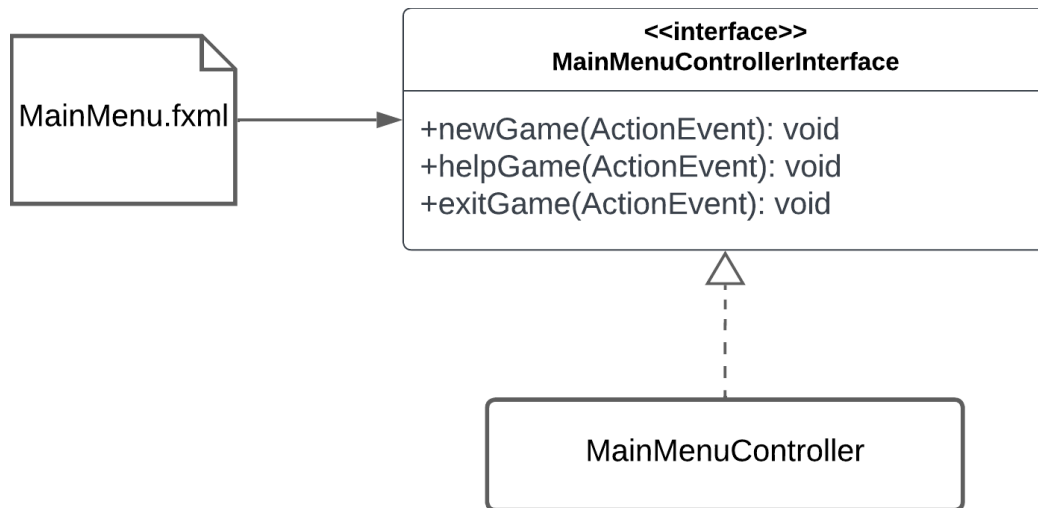 <<interface>>
MainMenuControllerInterface
MainMenu.fxml
+newGame(ActionEvent): void
+helpGame(ActionEvent): void
+exitGame(ActionEvent): void
MainMenuController